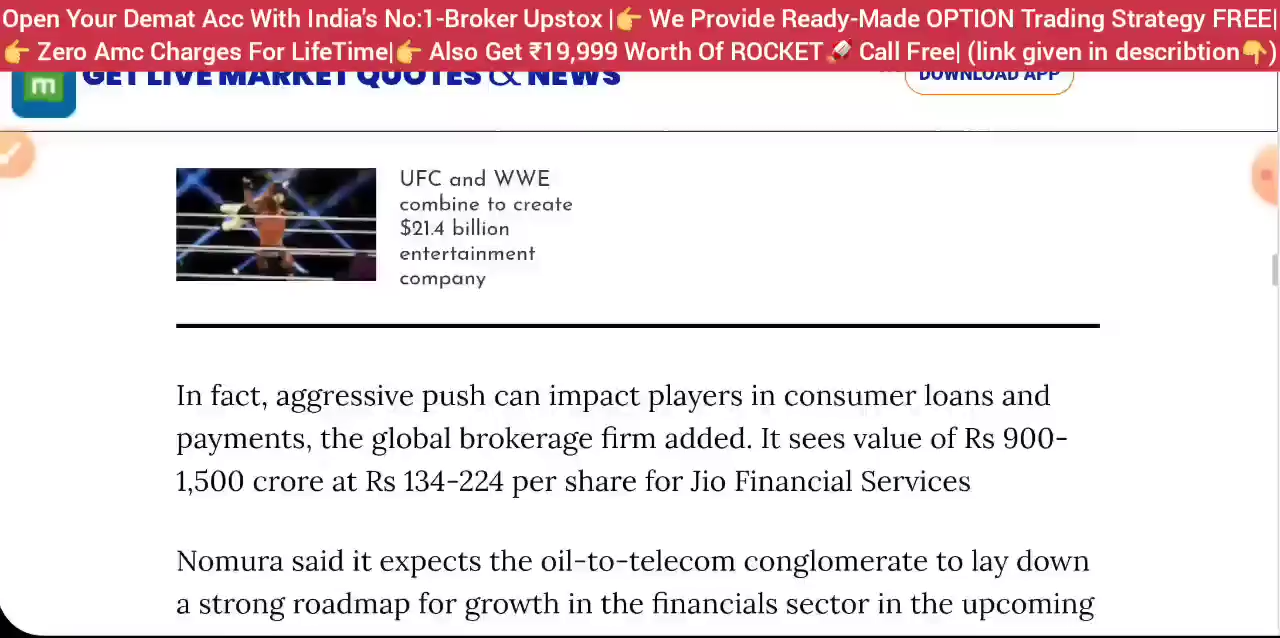 Open Your Demat Acc With India's No:1-Broker Upstox |👉 We Provide Ready-Made OPTION Trading Strategy FREE|
👉 Zero Amc Charges For LifeTime|👉 Also Get ₹19,999 Worth Of ROCKET🚀 Call Free| (link given in describtion👇)
m
GET LIVE MARKET QUOTES & NEWS
DOWNLOAD APP
UFC and WWE
combine to create
$21.4 billion
entertainment
company
In fact, aggressive push can impact players in consumer loans and
payments, the global brokerage firm added. It sees value of Rs 900-
1,500 crore at Rs 134-224 per share for Jio Financial Services
Nomura said it expects the oil-to-telecom conglomerate to lay down
a strong roadmap for growth in the financials sector in the upcoming